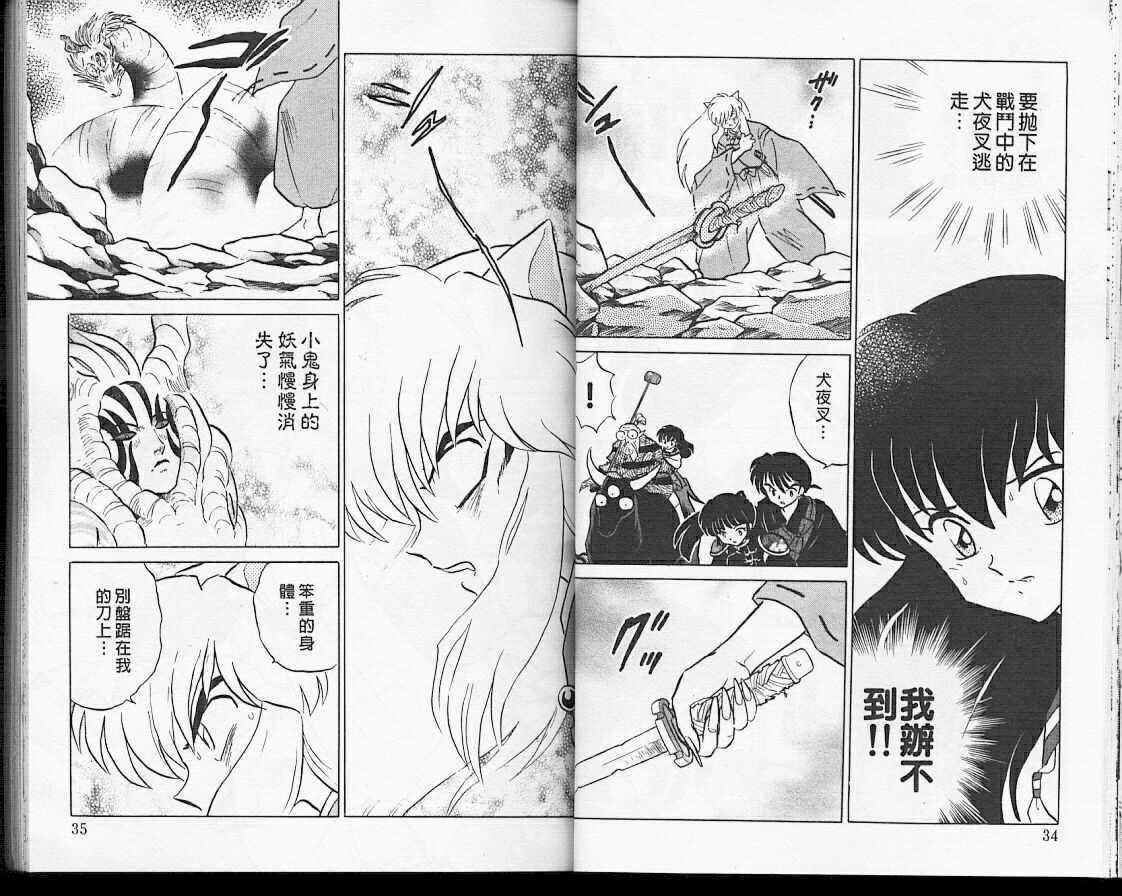 要拋下在
戰鬥中的
犬夜叉逃
走…
我辦不
到!!
ザク…
犬夜叉…
!
グッ
34
小鬼身上的
妖氣慢慢消
失了…
笨重的身
體…
別盤踞在我
的刀上…
35